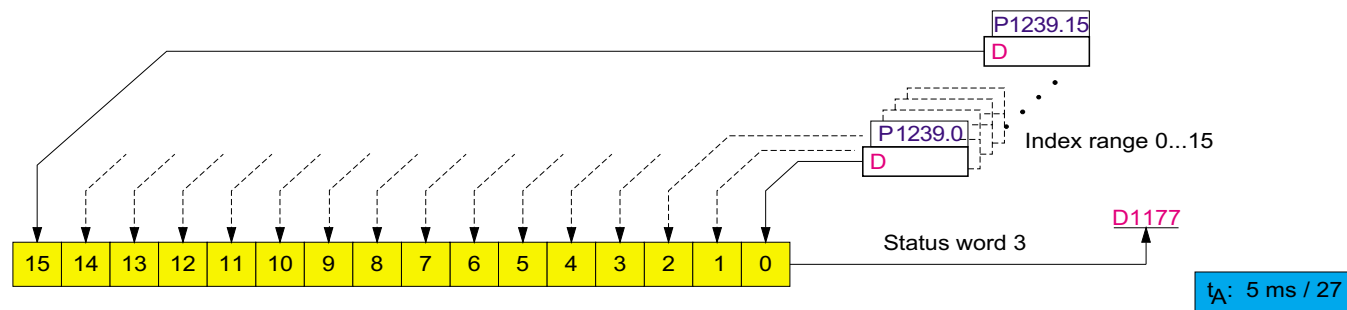 P1239.15
D
P1239.0
D
Index range 0...15
D1177
Status word 3
15 14 13 12 11 10 9 8 7 6 5 4 3 2 1 0
tA: 5 ms / 27